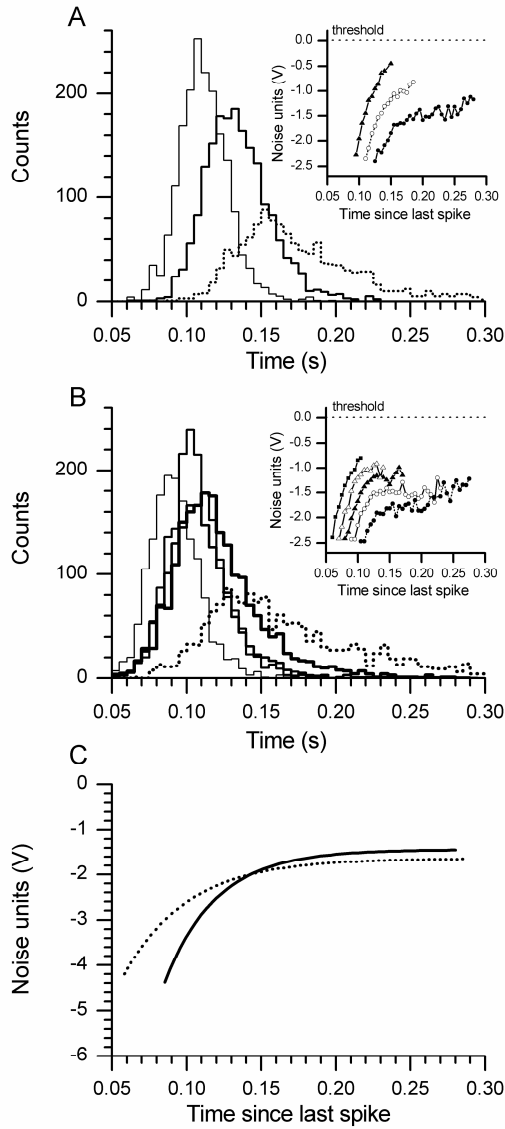 A
threshold
0.0
-0.5
-1.0
-1.5
-2.0
-2.5
Noise units (V)
0.05 0.10 0.15 0.20 0.25 0.30
Time since last spike
200
100
0
Counts
0.05 0.10 0.15 0.20 0.25 0.30
Time (s)
B
threshold
0.0
-0.5
-1.0
-1.5
-2.0
-2.5
Noise units (V)
0.05 0.10 0.15 0.20 0.25 0.30
Time since last spike
200
100
0
Counts
0.05 0.10 0.15 0.20 0.25 0.30
Time (s)
C
0
-1
-2
-3
-4
-5
-6
Noise units (V)
0.05 0.10 0.15 0.20 0.25 0.30
Time since last spike